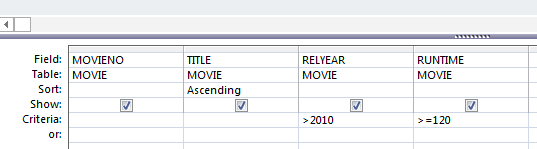 Field: MOVIENO TITLE RELYEAR RUNTIME
Table: MOVIE MOVIE MOVIE MOVIE
Sort: Ascending
Show:
Criteria: >2010 >=120
or: